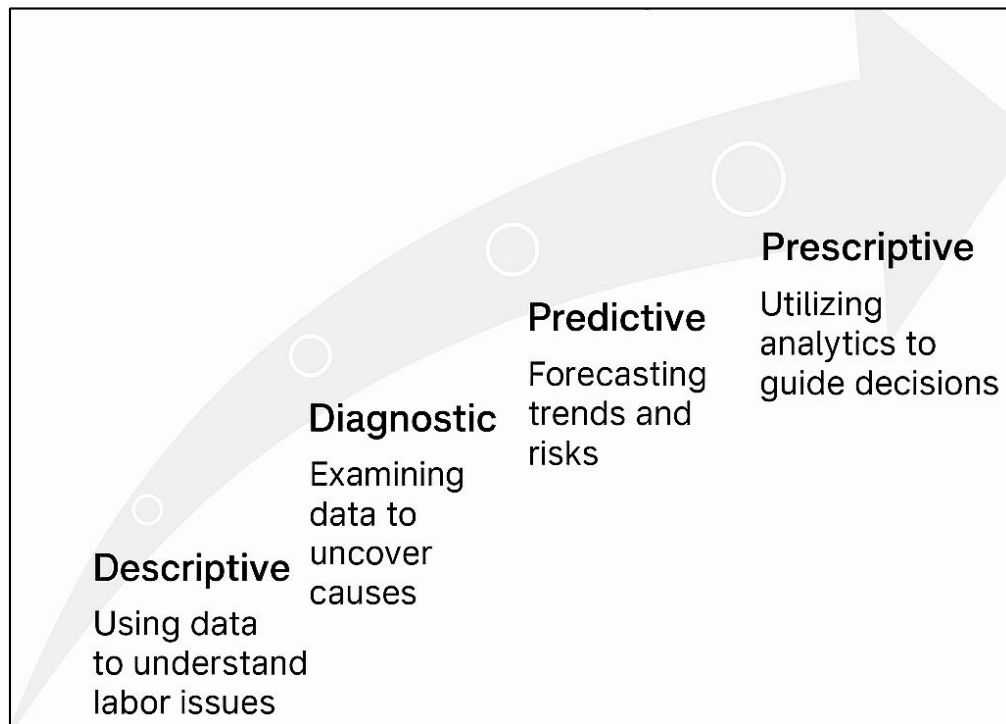 Descriptive
Using data
to understand
labor issues
Diagnostic
Examining
data to
uncover
causes
Predictive
Forecasting
trends and
risks
Prescriptive
Utilizing
analytics to
guide decisions